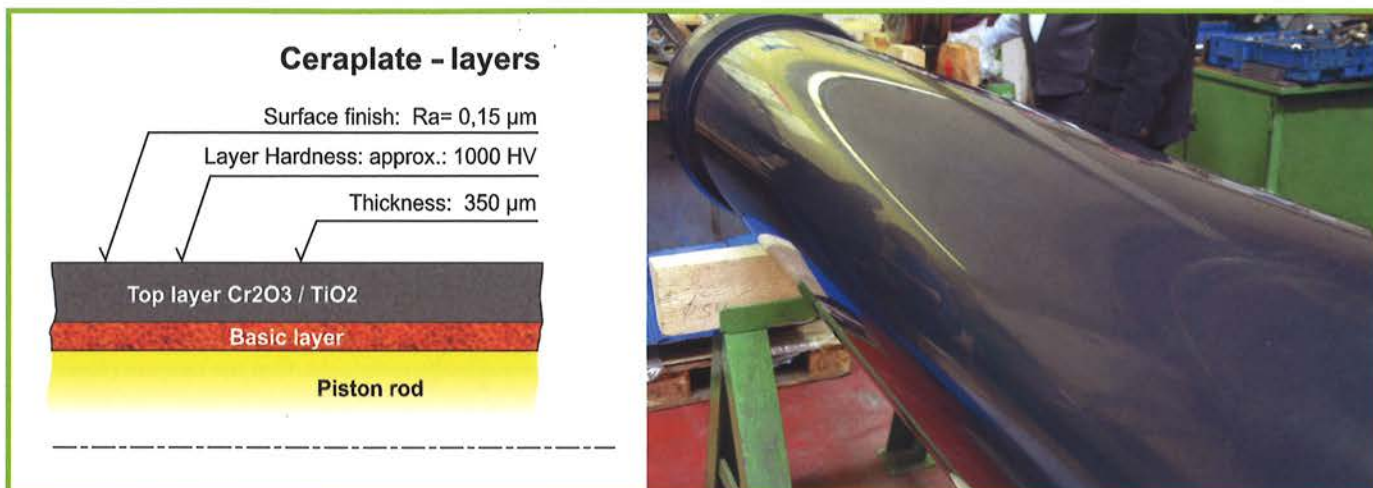 Ceraplate - layers
Surface finish: Ra= 0,15 µm
Layer Hardness: approx.: 1000 HV
Thickness: 350 µm
Top layer Cr2O3 / TiO2
Basic layer
Piston rod